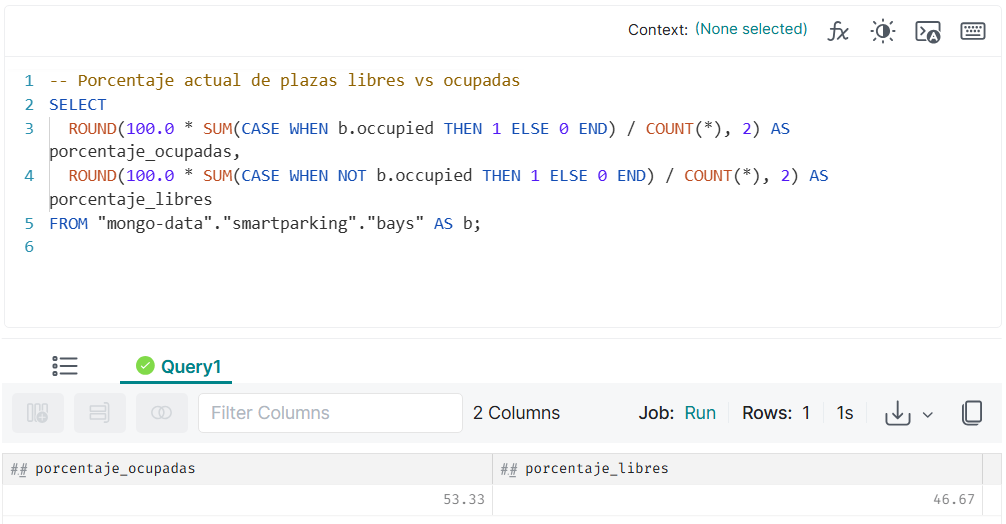 Context: (None selected) fx
1 -- Porcentaje actual de plazas libres vs ocupadas
2 SELECT
3 ROUND(100.0 * SUM(CASE WHEN b.occupied THEN 1 ELSE 0 END) / COUNT(*), 2) AS
porcentaje_ocupadas,
4 ROUND(100.0 * SUM(CASE WHEN NOT b.occupied THEN 1 ELSE 0 END) / COUNT(*), 2) AS
porcentaje_libres
5 FROM "mongo-data"."smartparking"."bays" AS b;
6
Query1
Filter Columns 2 Columns Job: Run Rows: 1 1s
## porcentaje_ocupadas ## porcentaje_libres
53.33 46.67